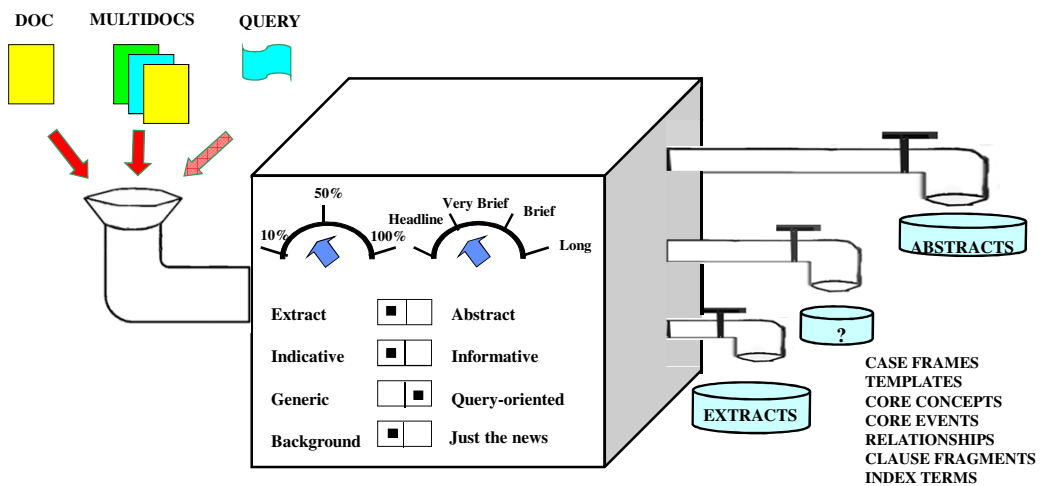 DOC
MULTIDOCS
QUERY
50%
10%
100%
Headline
Very Brief
Brief
Long
Extract
Abstract
Indicative
Informative
Generic
Query-oriented
Background
Just the news
ABSTRACTS
?
EXTRACTS
CASE FRAMES
TEMPLATES
CORE CONCEPTS
CORE EVENTS
RELATIONSHIPS
CLAUSE FRAGMENTS
INDEX TERMS